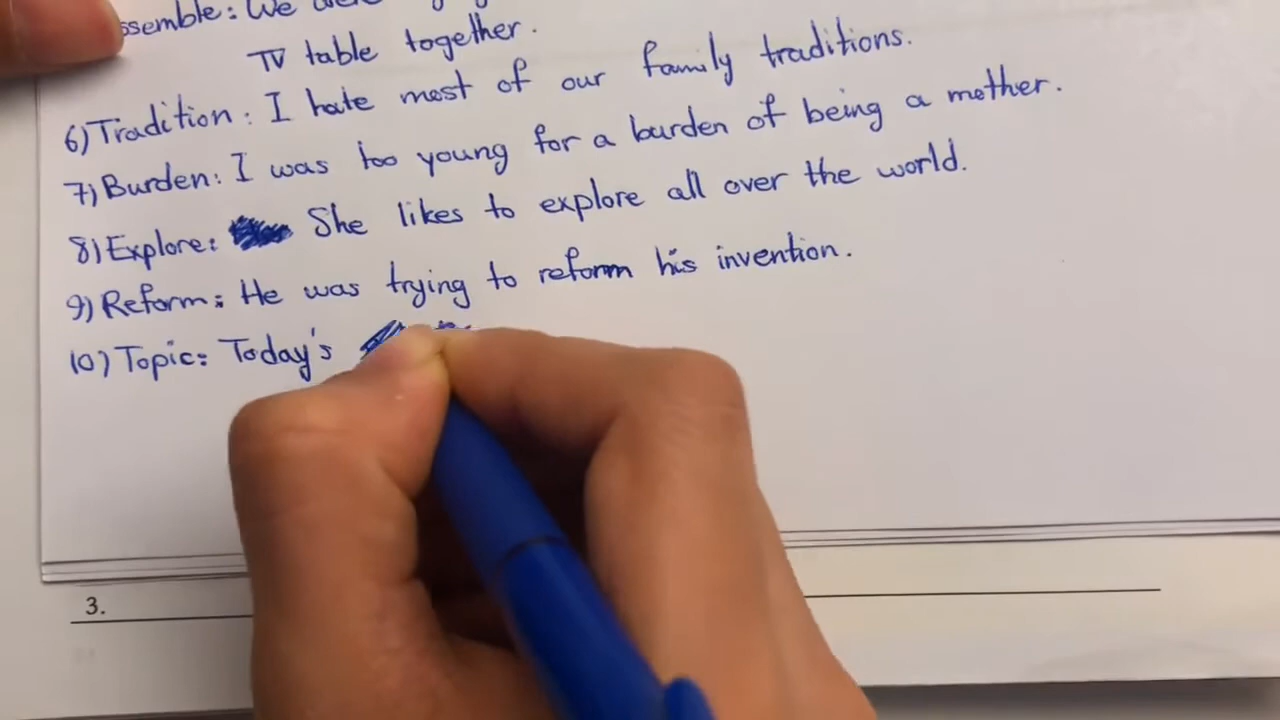 ssemble: We were
TV table together.
6) Tradition: I hate most of our family traditions.
7) Burden: I was too young for a burden of being a mother.
8) Explore: She likes to explore all over the world.
9) Reform: He was trying to reform his invention.
10) Topic: Today's
3.